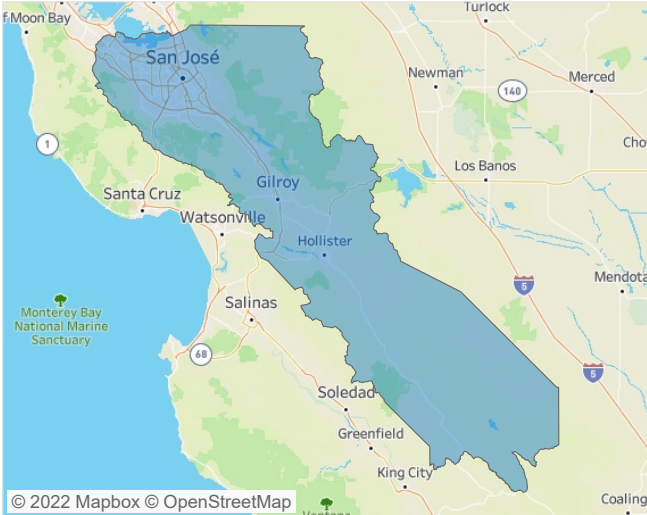 f Moon Bay
Turlock
San José
Newman
Merced
140
1
Cho
Los Banos
Gilroy
Santa Cruz
Watsonville
Hollister
5
Mendota
Monterey Bay
National Marine
Sanctuary
Salinas
68
5
Soledad
Greenfield
King City
Coaling
© 2022 Mapbox © OpenStreetMap